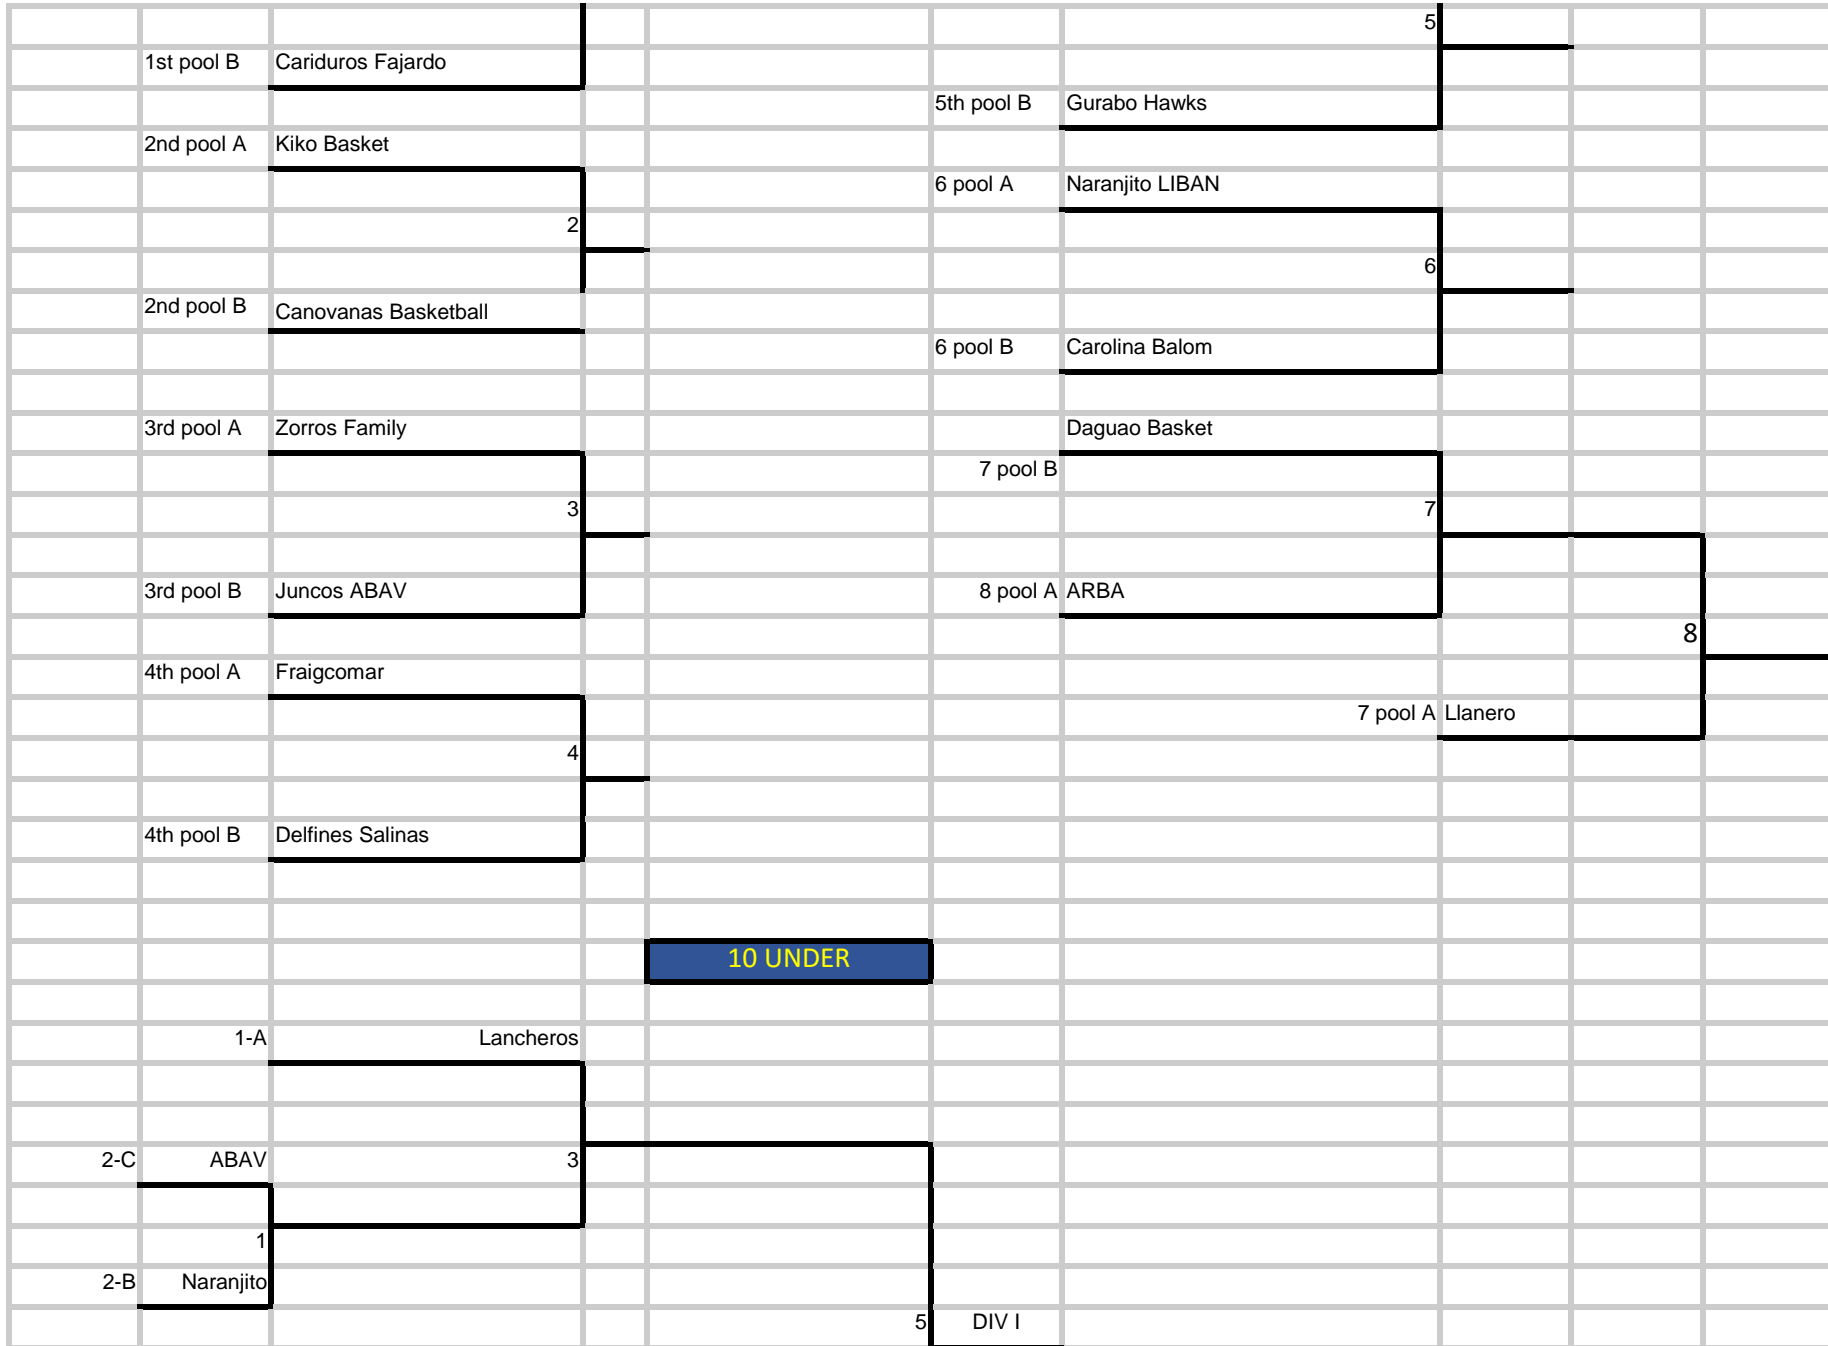 5
1st pool B Cariduros Fajardo
5th pool B Gurabo Hawks
2nd pool A Kiko Basket
6 pool A Naranjito LIBAN
2
6
2nd pool B Canovanas Basketball
6 pool B Carolina Balom
3rd pool A Zorros Family Daguao Basket
7 pool B
3 7
3rd pool B Juncos ABAV 8 pool A ARBA
8
4th pool A Fraigcomar
7 pool A Llanero
4
4th pool B Delfines Salinas
10 UNDER
1-A Lancheros
2-C ABAV 3
1
2-B Naranjito
5 DIV I